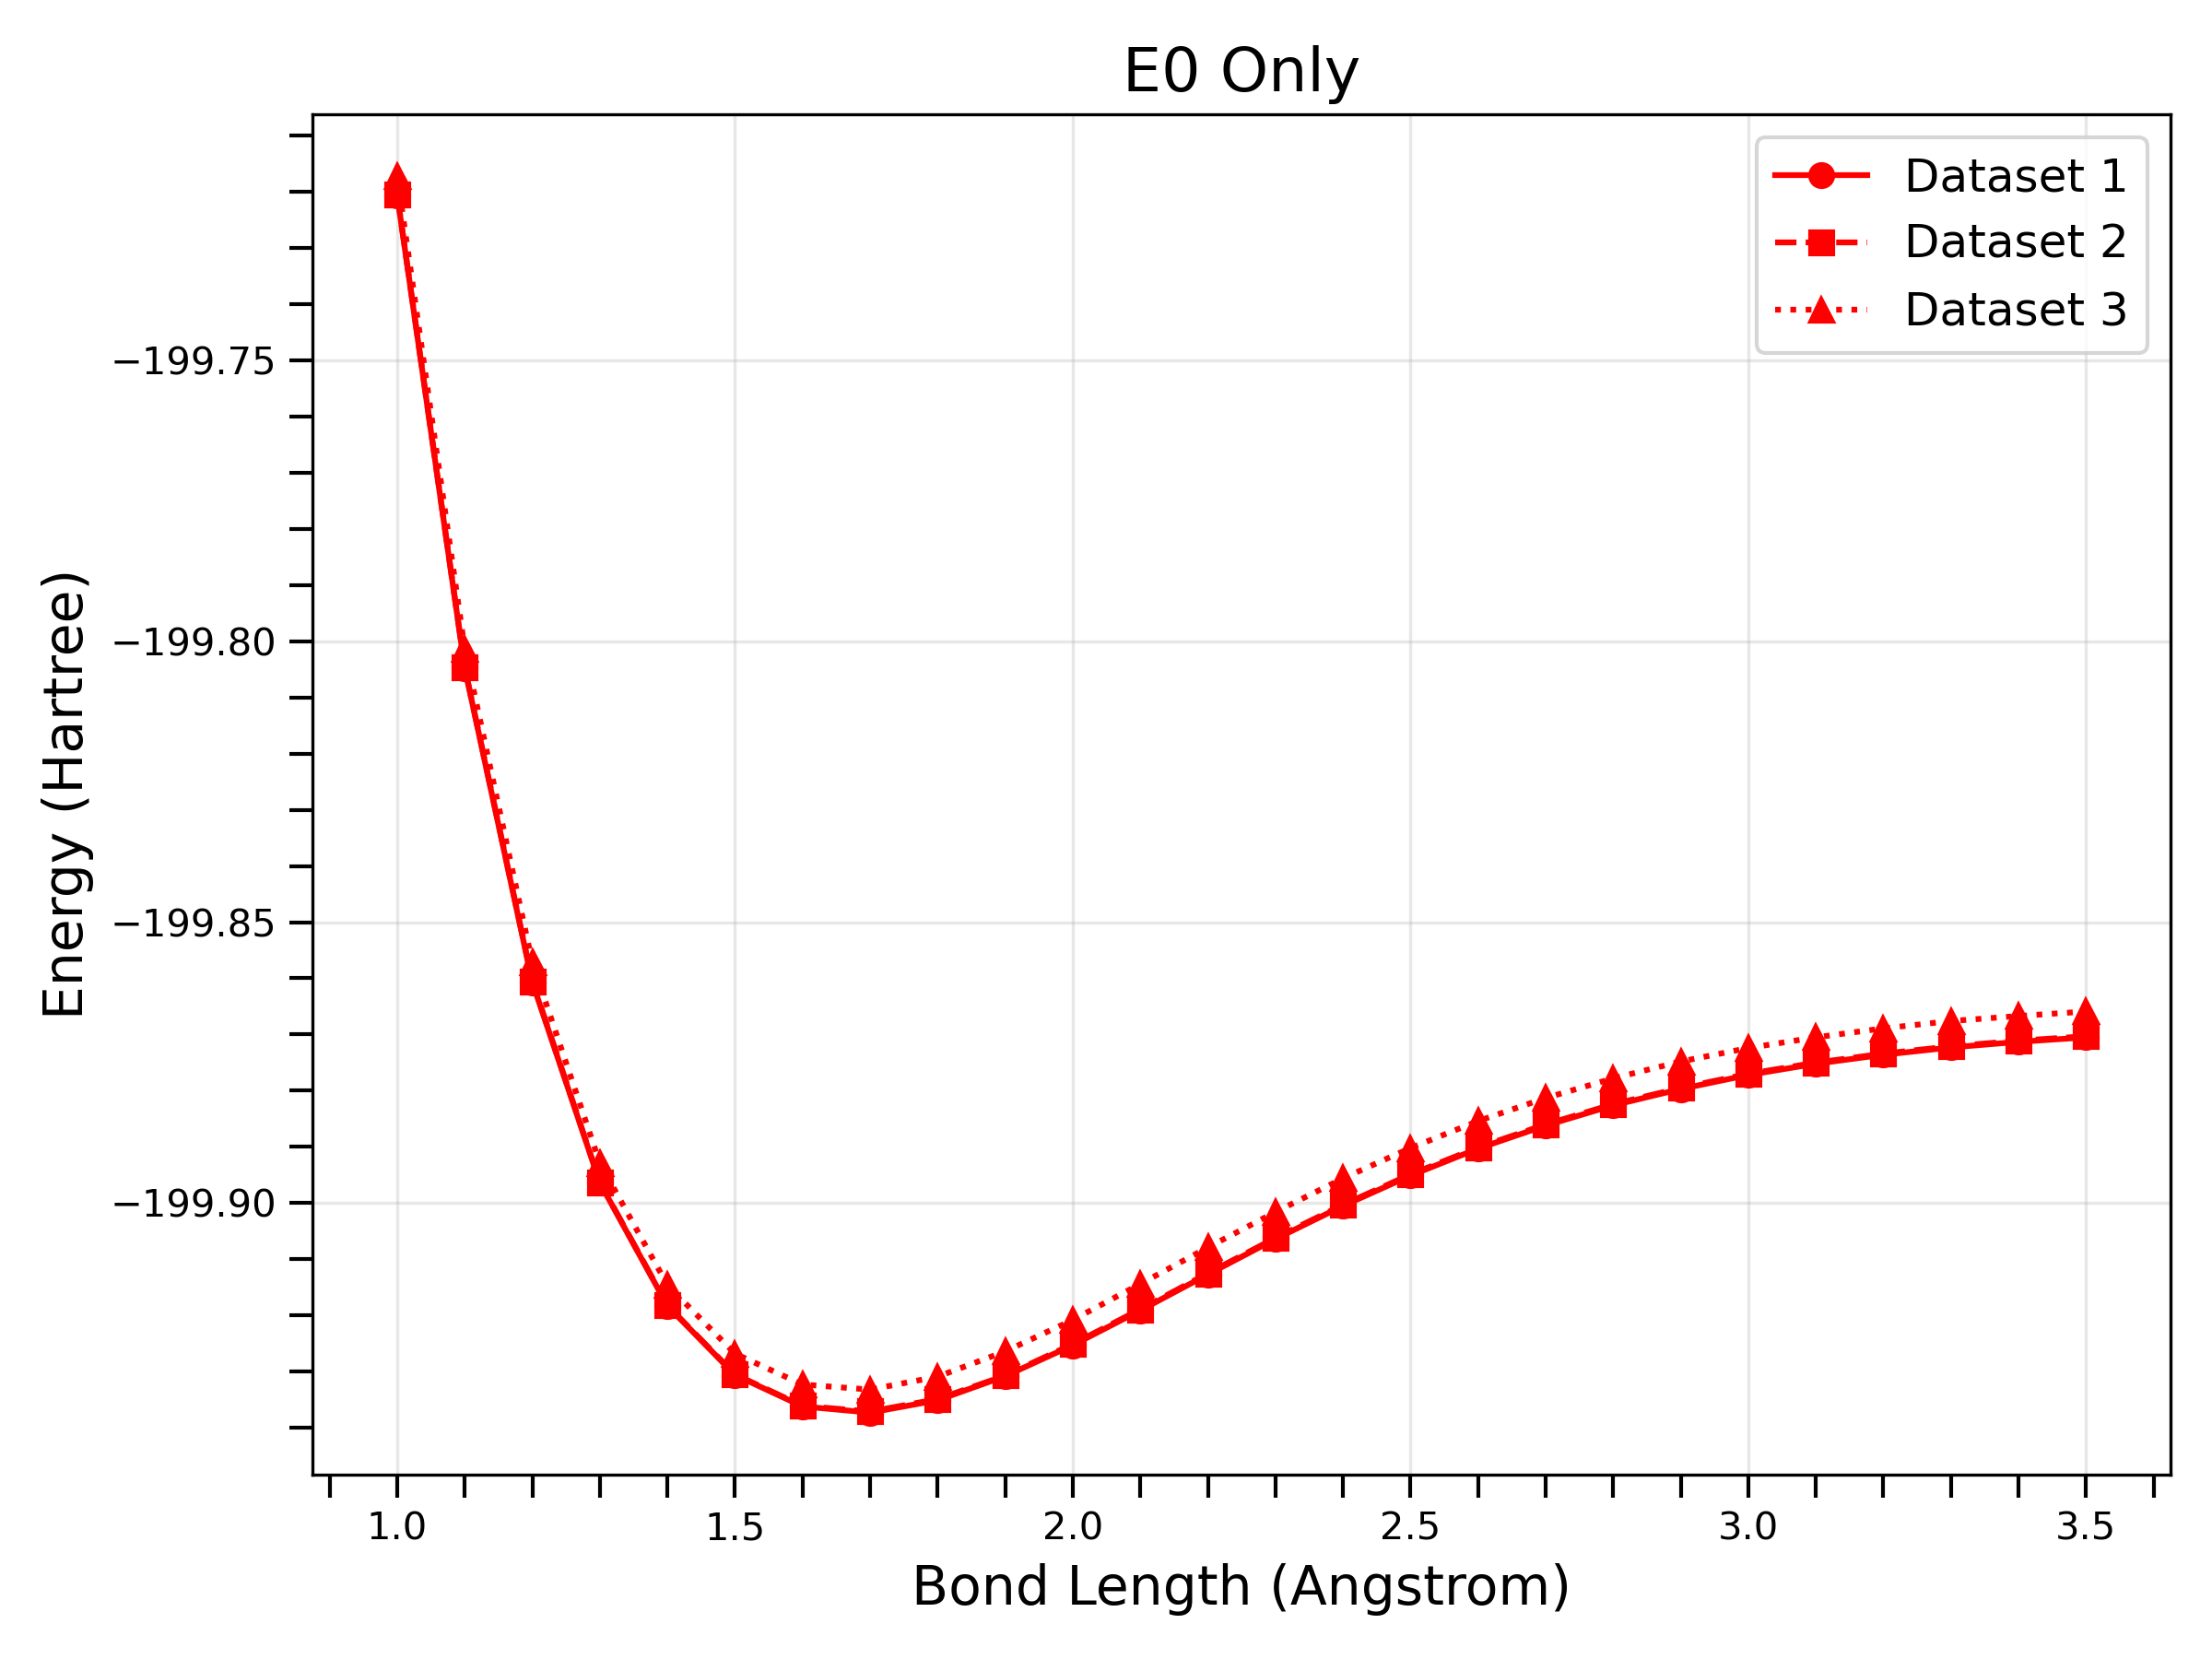 E0 Only
Dataset 1
Dataset 2
Dataset 3
−199.75
−199.80
−199.85
−199.90
Energy (Hartree)
1.0 1.5 2.0 2.5 3.0 3.5
Bond Length (Angstrom)